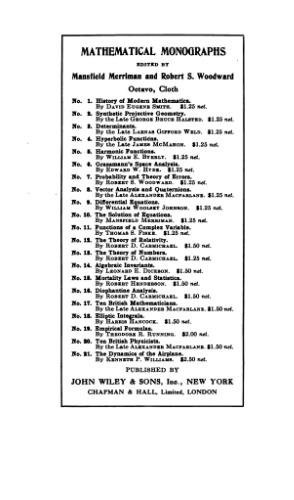 MATHEMATICAL MONOGRAPHS
EDITED BY
Mansfield Merriman and Robert S. Woodward
Octavo, Cloth
No. 1. History of Modern Mathematics.
By DAVID EUGENE SMITH. $1.25 net.
No. 2. Synthetic Projective Geometry.
By the Late GEORGE BRUCE HALSTED. $1.25 net.
No. 3. Determinants.
By the Late LAENAS GIFFORD WELD. $1.25 net.
No. 4. Hyperbolic Functions.
By the Late JAMES MCMAHON. $1.25 net.
No. 5. Harmonic Functions.
By WILLIAM E. BYERLY. $1.25 net.
No. 6. Grassmann's Space Analysis.
By EDWARD W. HYDE. $1.25 net.
No. 7. Probability and Theory of Errors.
By ROBERT S. WOODWARD. $1.25 net.
No. 8. Vector Analysis and Quaternions.
By the Late ALEXANDER MACFARLANE. $1.25 net.
No. 9. Differential Equations.
By WILLIAM WOOLSEY JOHNSON. $1.25 net.
No. 10. The Solution of Equations.
By MANSFIELD MERRIMAN. $1.25 net.
No. 11. Functions of a Complex Variable.
By THOMAS S. FISKE. $1.25 net.
No. 12. The Theory of Relativity.
By ROBERT D. CARMICHAEL. $1.50 net.
No. 13. The Theory of Numbers.
By ROBERT D. CARMICHAEL. $1.25 net.
No. 14. Algebraic Invariants.
By LEONARD E. DICKSON. $1.50 net.
No. 15. Mortality Laws and Statistics.
By ROBERT HENDERSON. $1.50 net.
No. 16. Diophantine Analysis.
By ROBERT D. CARMICHAEL. $1.50 net.
No. 17. Ten British Mathematicians.
By the Late ALEXANDER MACFARLANE. $1.50 net.
No. 18. Elliptic Integrals.
By HARRIS HANCOCK. $1.50 net.
No. 19. Empirical Formulas.
By THEODORE R. RUNNING. $2.00 net.
No. 20. Ten British Physicists.
By the Late ALEXANDER MACFARLANE. $1.50 net.
No. 21. The Dynamics of the Airplane.
By KENNETH P. WILLIAMS. $2.50 net.
PUBLISHED BY
JOHN WILEY & SONS, Inc., NEW YORK
CHAPMAN & HALL, Limited, LONDON